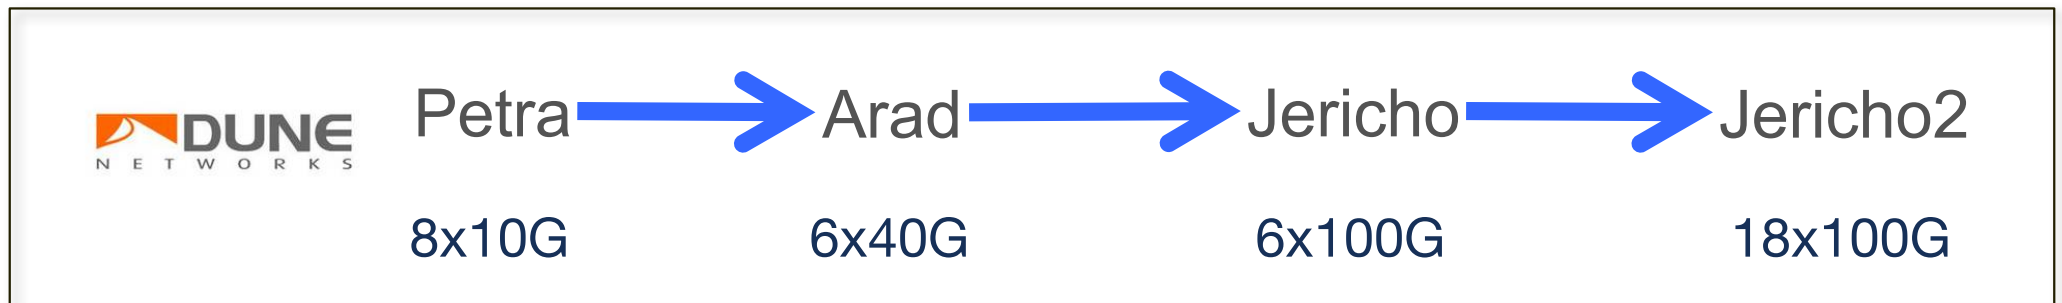 DUNE
NETWORKS
Petra Arad Jericho Jericho2
8x10G 6x40G 6x100G 18x100G